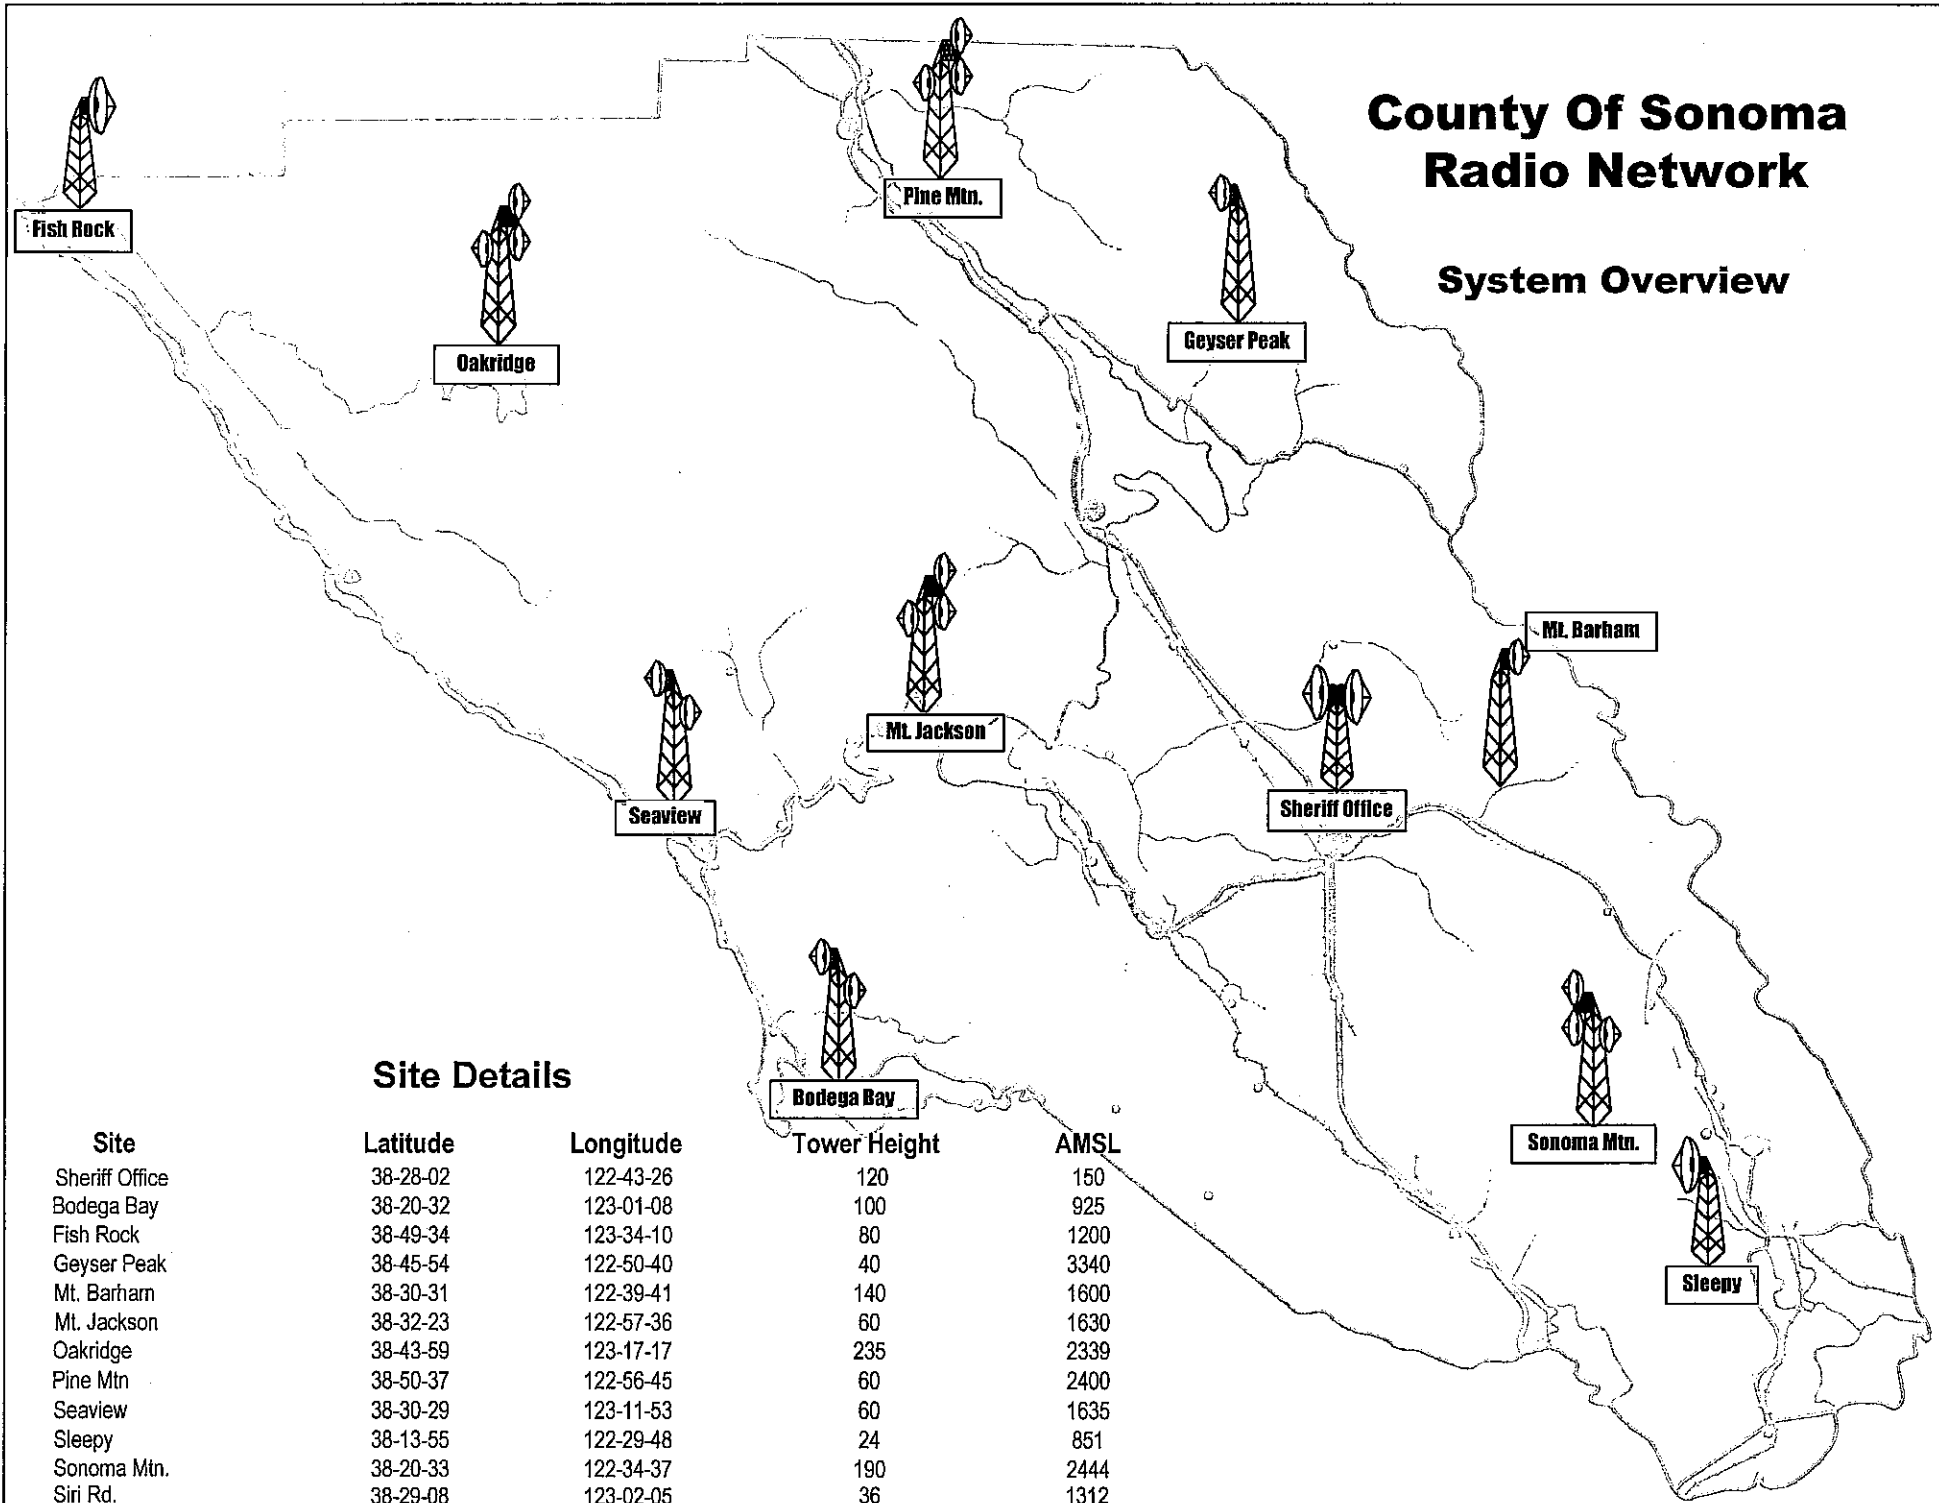 County Of Sonoma
Radio Network
System Overview
Fish Rock
Pine Mtn.
Oakridge
Geyser Peak
Mt. Barham
Mt. Jackson
Seaview
Sheriff Office
Bodega Bay
Sonoma Mtn.
Sleepy
Site Details
Site Latitude Longitude Tower Height AMSL
Sheriff Office 38-28-02 122-43-26 120 150
Bodega Bay 38-20-32 123-01-08 100 925
Fish Rock 38-49-34 123-34-10 80 1200
Geyser Peak 38-45-54 122-50-40 40 3340
Mt. Barham 38-30-31 122-39-41 140 1600
Mt. Jackson 38-32-23 122-57-36 60 1630
Oakridge 38-43-59 123-17-17 235 2339
Pine Mtn 38-50-37 122-56-45 60 2400
Seaview 38-30-29 123-11-53 60 1635
Sleepy 38-13-55 122-29-48 24 851
Sonoma Mtn. 38-20-33 122-34-37 190 2444
Siri Rd. 38-29-08 123-02-05 36 1312